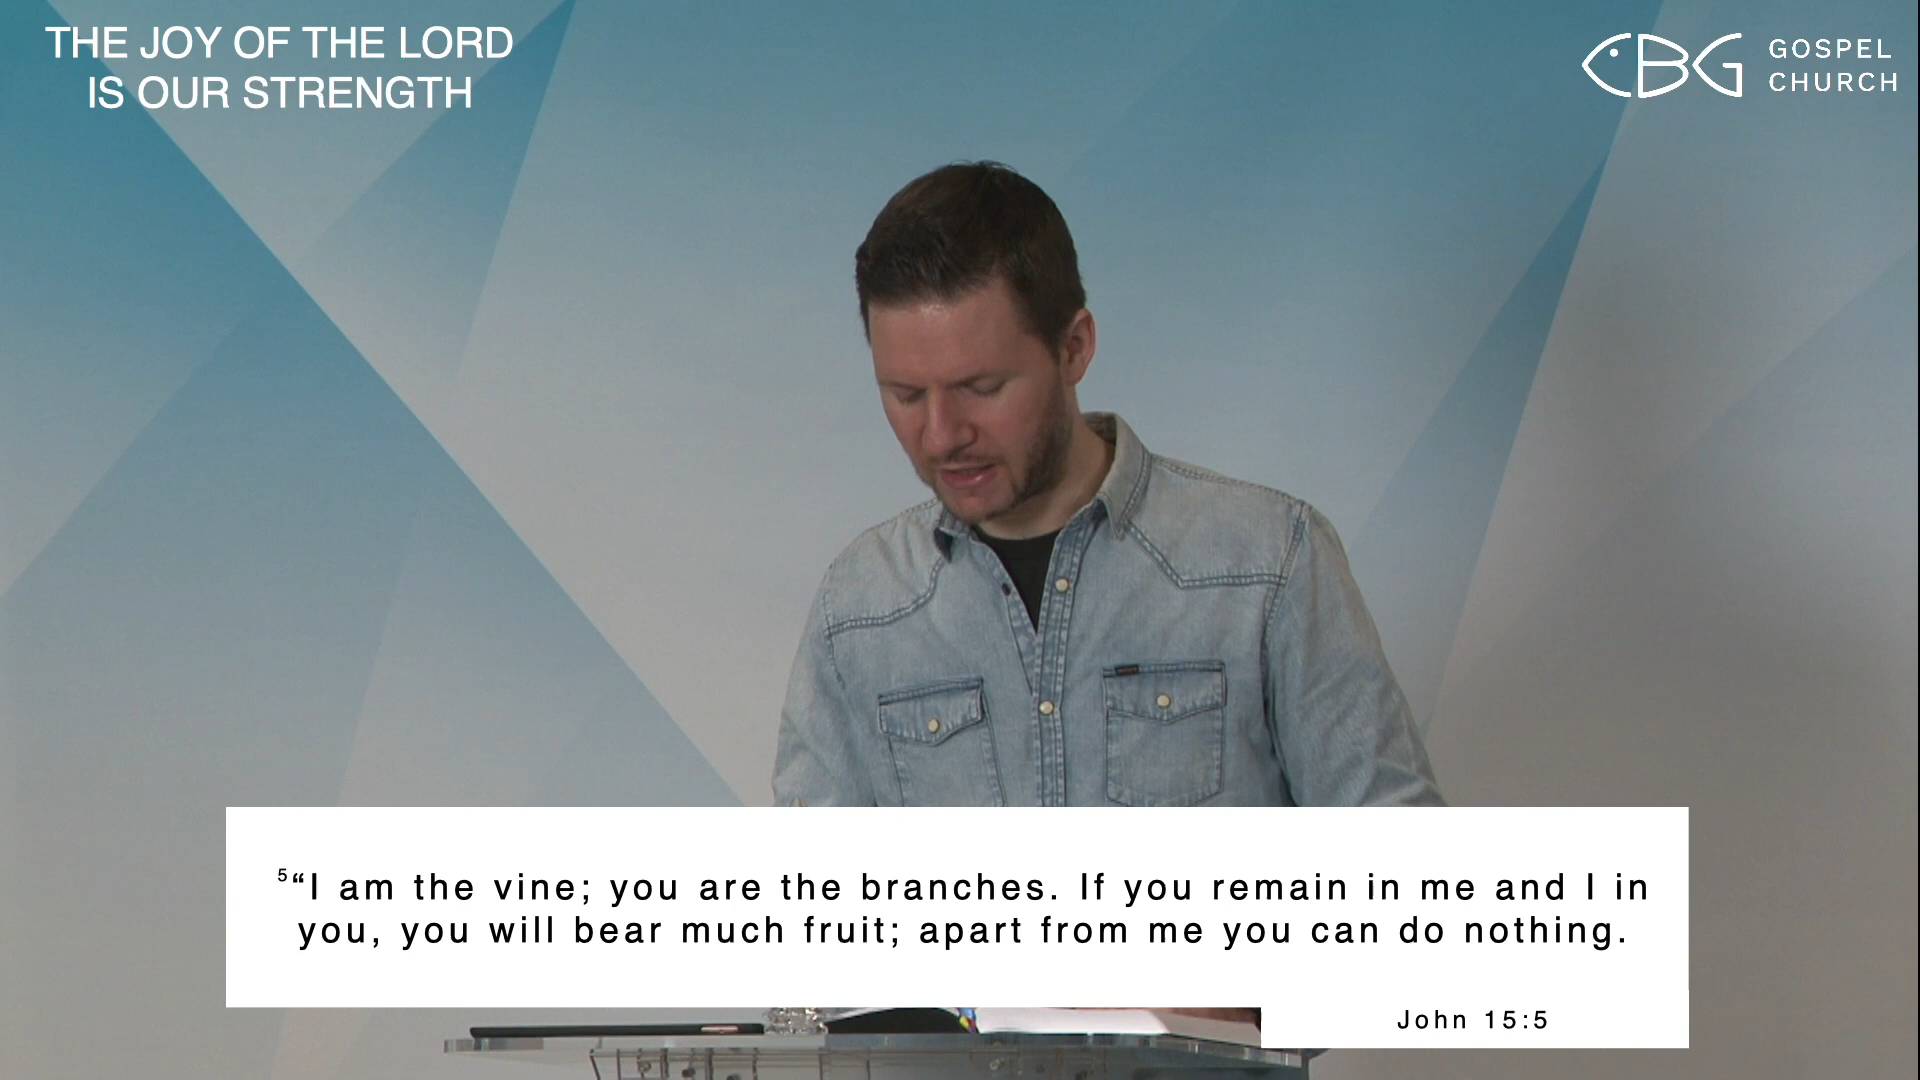 THE JOY OF THE LORD
IS OUR STRENGTH
CBG
GOSPEL
CHURCH
⁵“I am the vine; you are the branches. If you remain in me and I in
you, you will bear much fruit; apart from me you can do nothing.
John 15:5